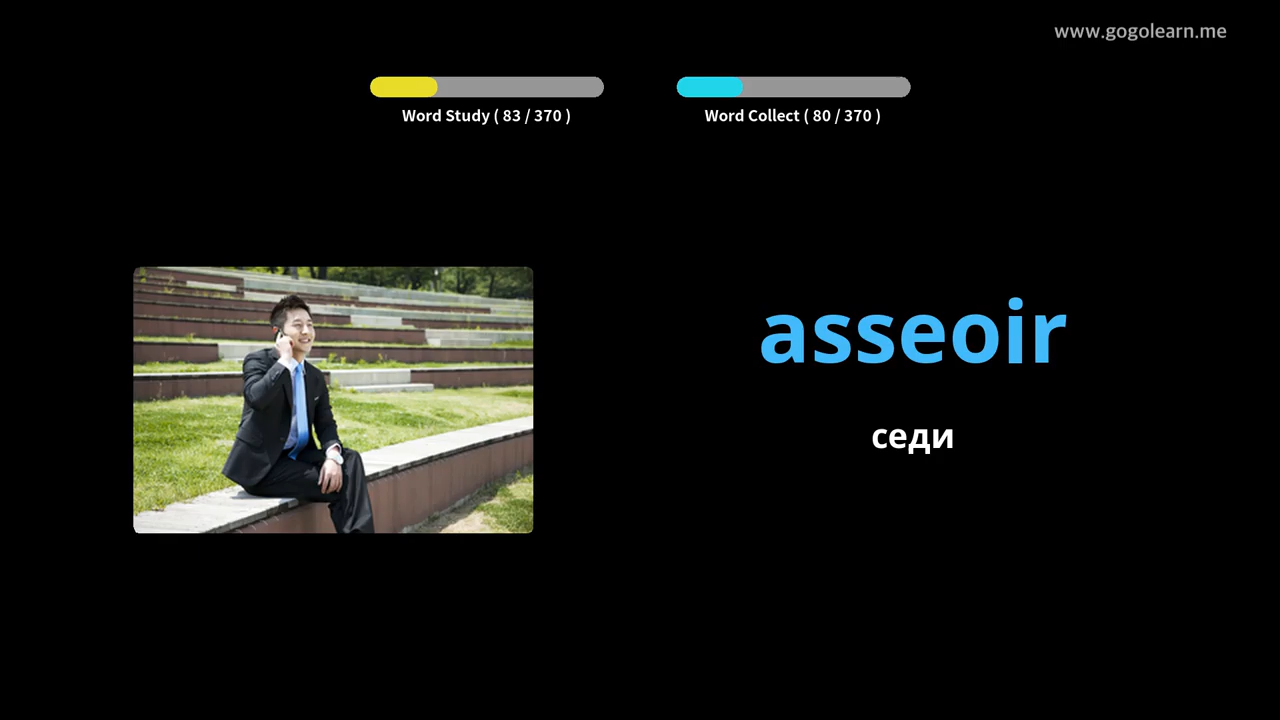 www.gogolearn.me
Word Study ( 83 / 370 )
Word Collect ( 80 / 370 )
asseoir
седи